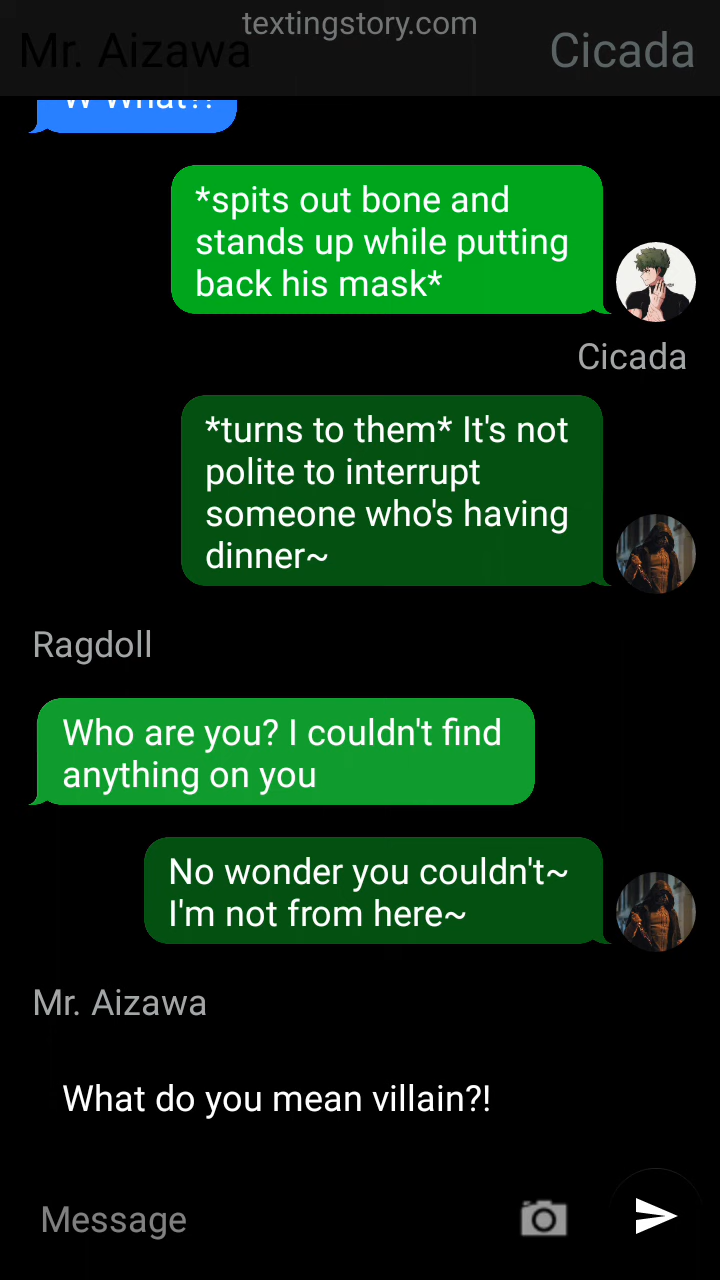 textingstory.com
Mr. Aizawa
Cicada
W What!?
*spits out bone and
stands up while putting
back his mask*
Cicada
*turns to them* It's not
polite to interrupt
someone who's having
dinner~
Ragdoll
Who are you? I couldn't find
anything on you
No wonder you couldn't~
I'm not from here~
Mr. Aizawa
What do you mean villain?!
Message